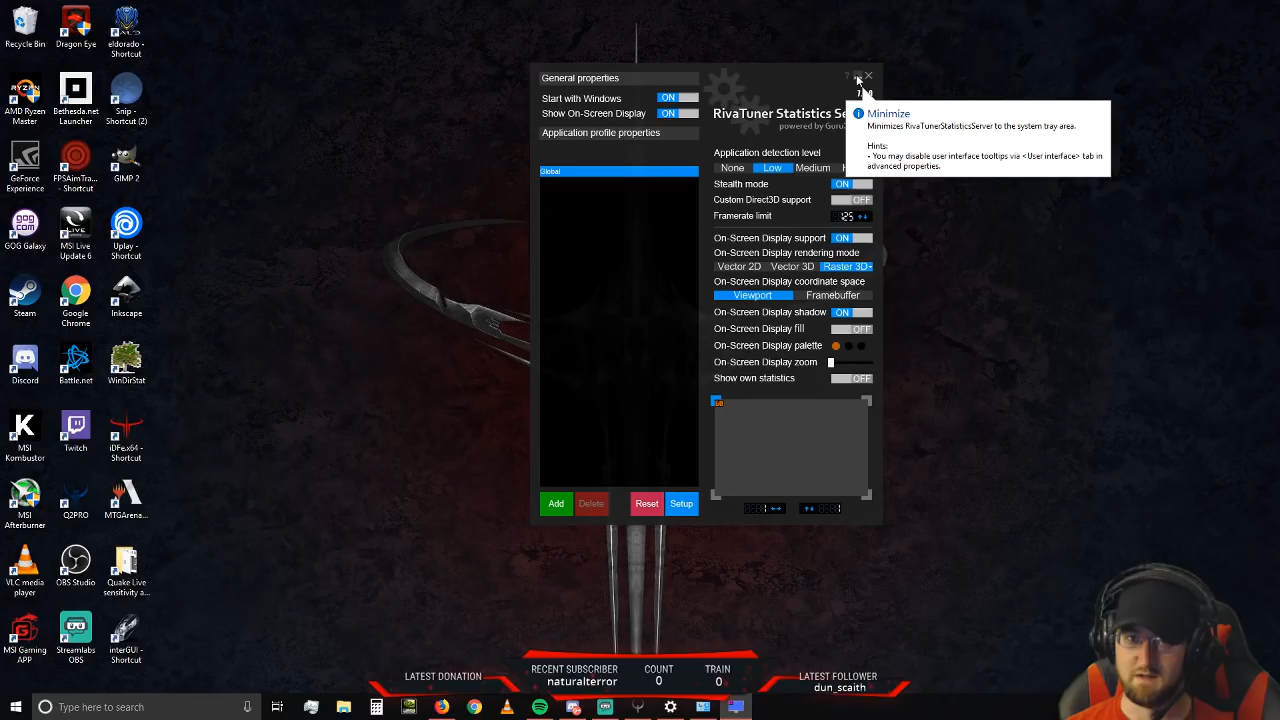 Recycle Bin
Dragon Eye
eldorado -
Shortcut
AMD Ryzen
Master
Bethesda.net
Launcher
Snip -
Shortcut (2)
GeForce
Experience
FPSAimTra...
- Shortcut
GIMP 2
GOG Galaxy
MSI Live
Update 6
Uplay -
Shortcut
Steam
Google
Chrome
Inkscape
Discord
Battle.net
WinDirStat
MSI
Kombustor
Twitch
iDFe.x64 -
Shortcut
MSI
Afterburner
Q2PRO
MTGArena...
VLC media
player
OBS Studio
Quake Live
sensitivity a...
MSI Gaming
APP
Streamlabs
OBS
interGUI -
Shortcut
General properties
Start with Windows ON
Show On-Screen Display ON
Application profile properties
Global
Add Delete Reset Setup
? ×
RivaTuner Statistics Se
powered by Guru
Application detection level
None Low Medium H
Stealth mode ON
Custom Direct3D support OFF
Framerate limit 125
On-Screen Display support ON
On-Screen Display rendering mode
Vector 2D Vector 3D Raster 3D
On-Screen Display coordinate space
Viewport Framebuffer
On-Screen Display shadow ON
On-Screen Display fill OFF
On-Screen Display palette
On-Screen Display zoom
Show own statistics OFF
60
1 1
Minimize
Minimizes RivaTunerStatisticsServer to the system tray area.
Hints:
- You may disable user interface tooltips via <User interface> tab in
advanced properties.
LATEST DONATION
RECENT SUBSCRIBER
naturalterror
COUNT
0
TRAIN
0
LATEST FOLLOWER
dun_scaith
Type here to search